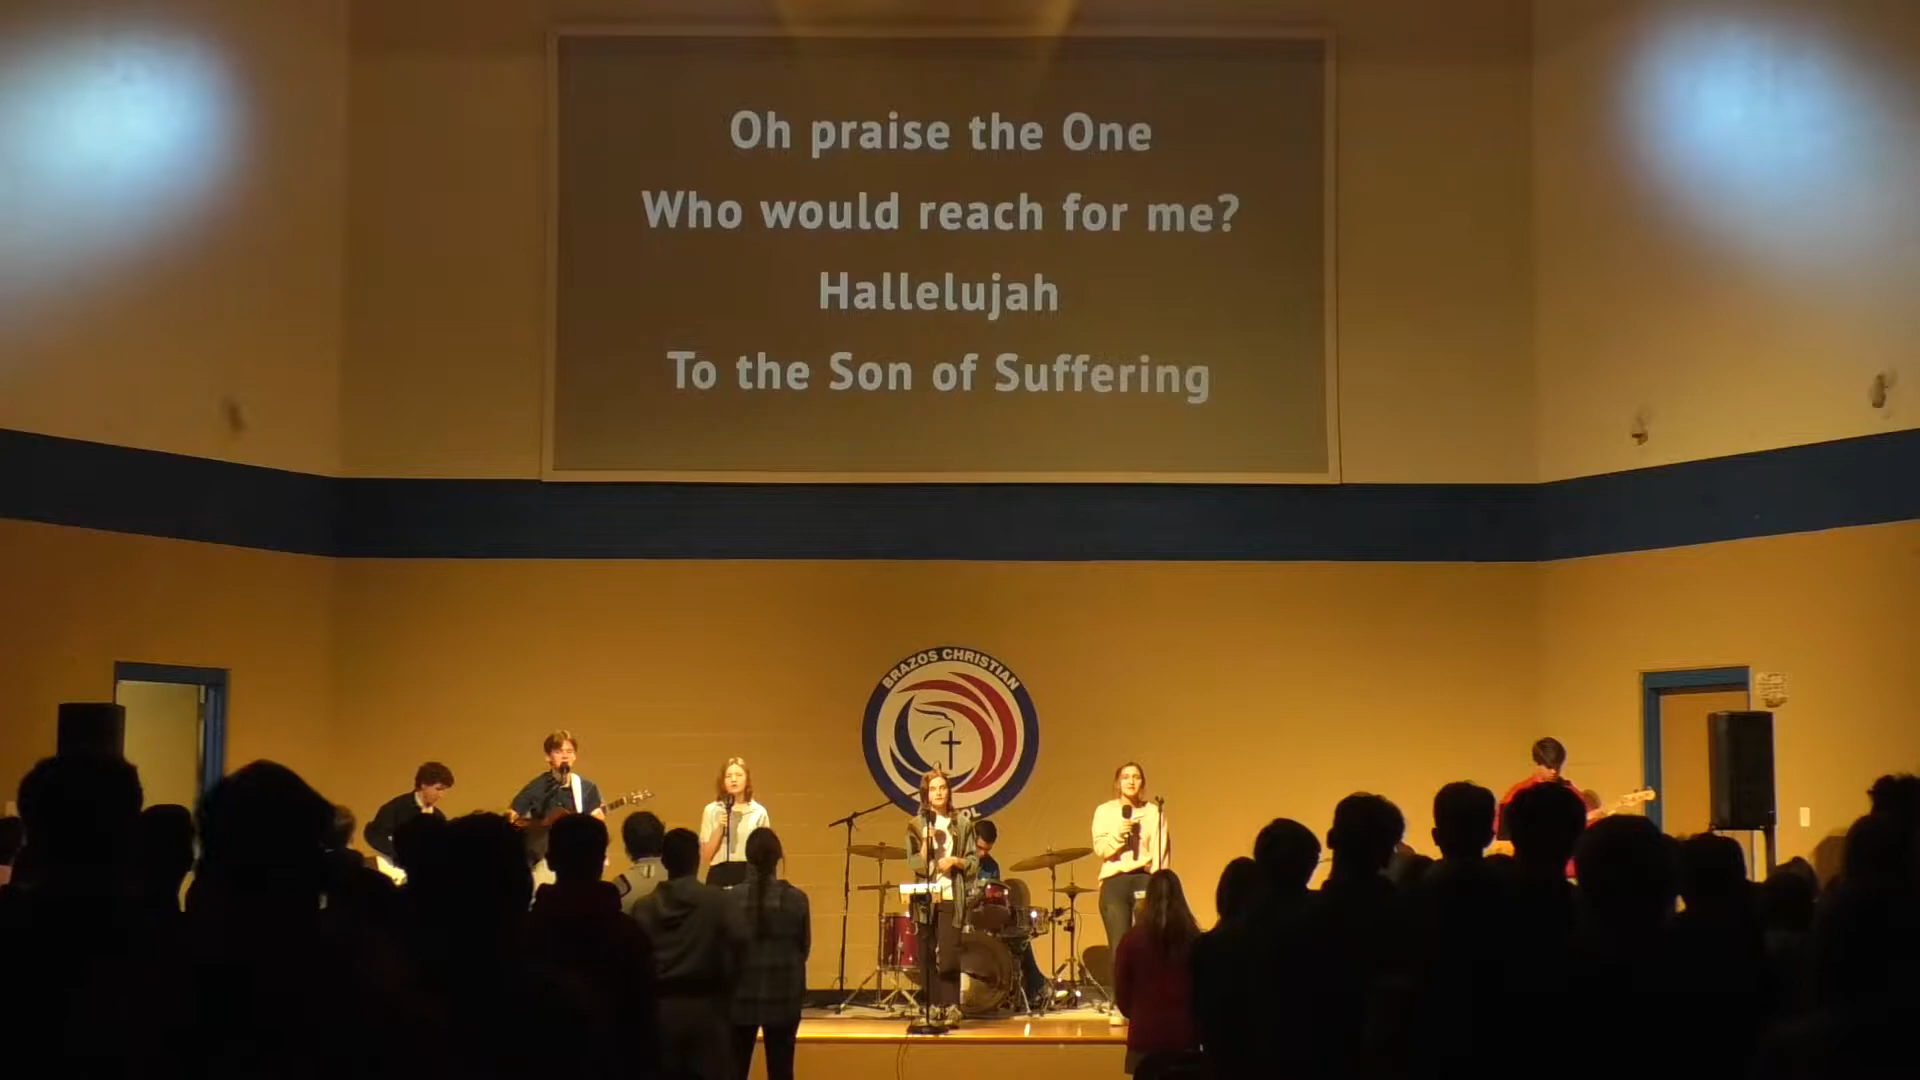 Oh praise the One
Who would reach for me?
Hallelujah
To the Son of Suffering
BRAZOS CHRISTIAN